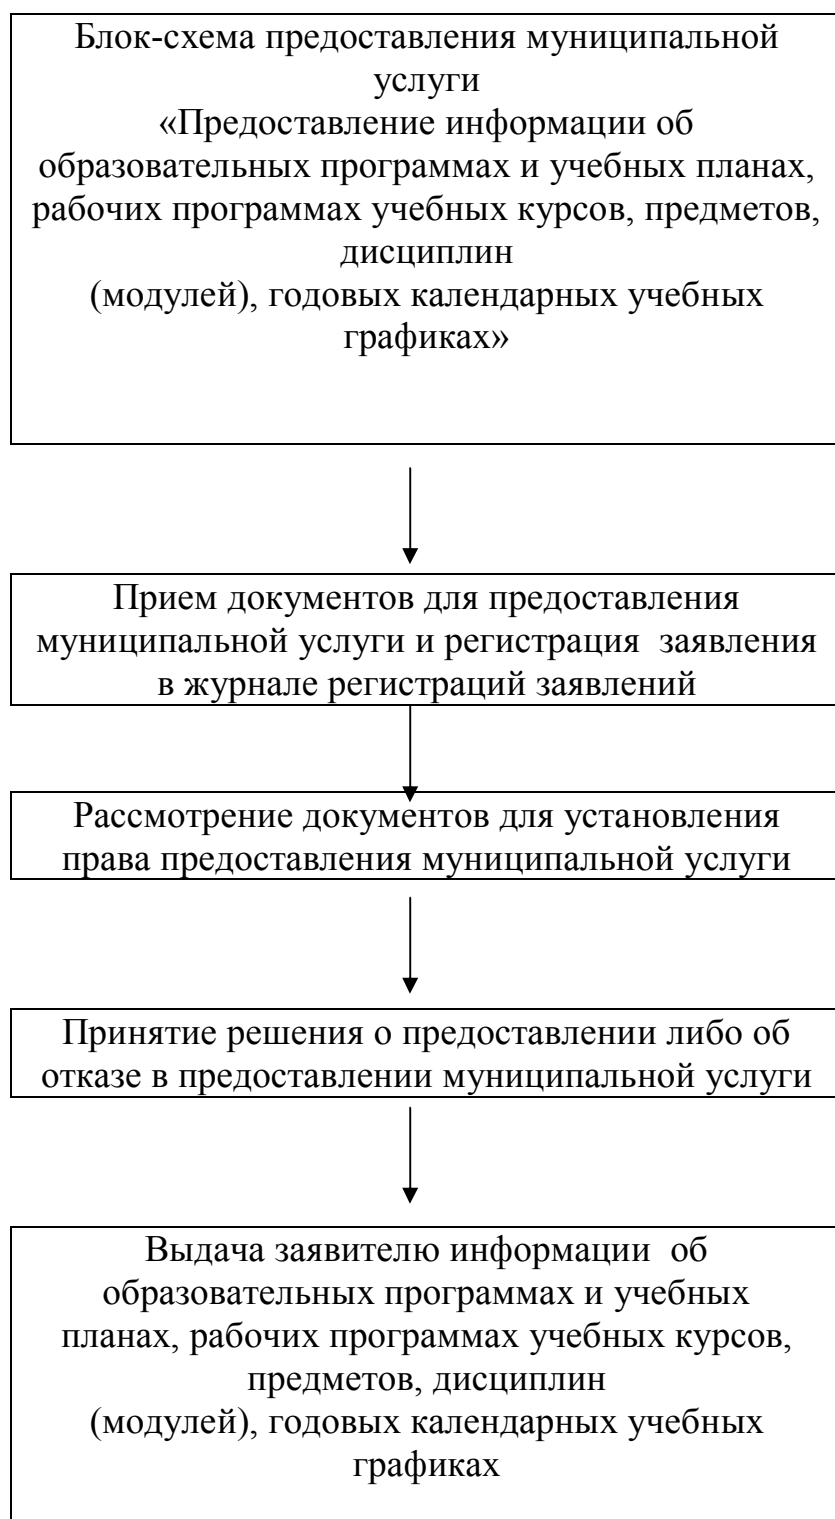 Блок-схема предоставления муниципальной
услуги
«Предоставление информации об
образовательных программах и учебных планах,
рабочих программах учебных курсов, предметов,
дисциплин
(модулей), годовых календарных учебных
графиках»
Прием документов для предоставления
муниципальной услуги и регистрация  заявления
в журнале регистраций заявлений
Рассмотрение документов для установления
права предоставления муниципальной услуги
Принятие решения о предоставлении либо об
отказе в предоставлении муниципальной услуги
Выдача заявителю информации  об
образовательных программах и учебных
планах, рабочих программах учебных курсов,
предметов, дисциплин
(модулей), годовых календарных учебных
графиках